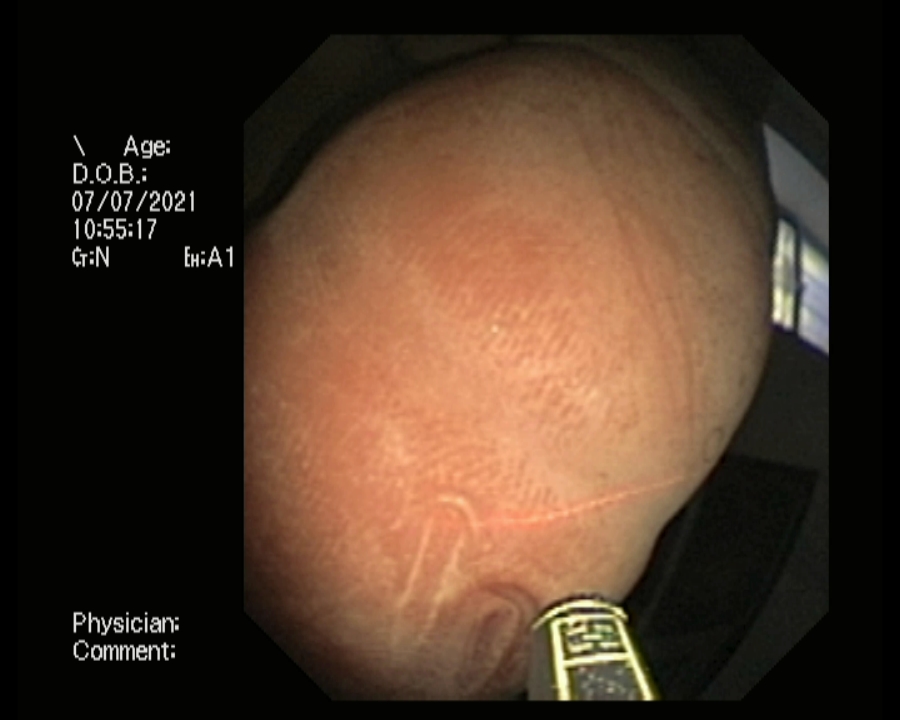 \ Age:
D.O.B.:
07/07/2021
10:55:17
Cr:N EH:A1
Physician:
Comment: